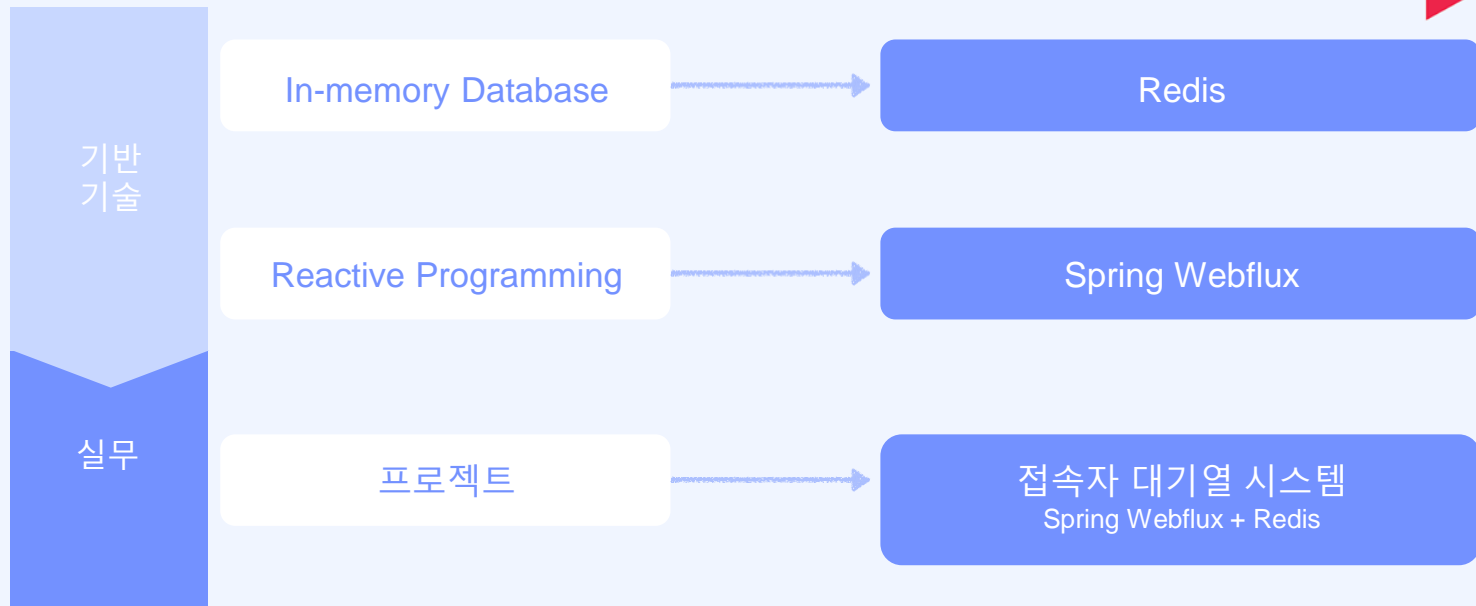 기반
기술
In-memory Database
Redis
Reactive Programming
Spring Webflux
실무
프로젝트
접속자 대기열 시스템
Spring Webflux + Redis